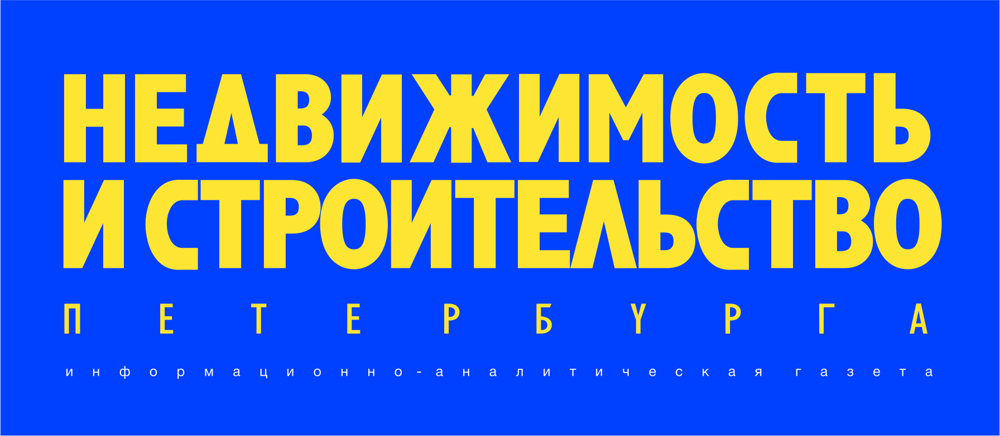 НЕДВИЖИМОСТЬ
И СТРОИТЕЛЬСТВО
ПЕТЕРБУРГА
информационно-аналитическая газета